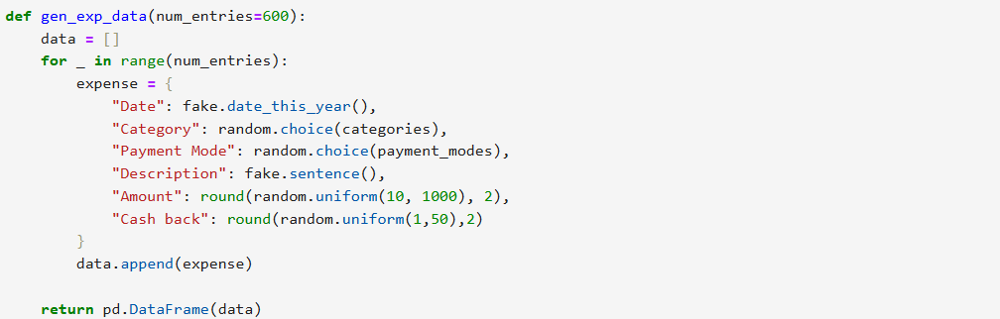 def gen_exp_data(num_entries=600):
    data = []
    for _ in range(num_entries):
        expense = {
            "Date": fake.date_this_year(),
            "Category": random.choice(categories),
            "Payment Mode": random.choice(payment_modes),
            "Description": fake.sentence(),
            "Amount": round(random.uniform(10, 1000), 2),
            "Cash back": round(random.uniform(1,50),2)
        }
        data.append(expense)
    return pd.DataFrame(data)